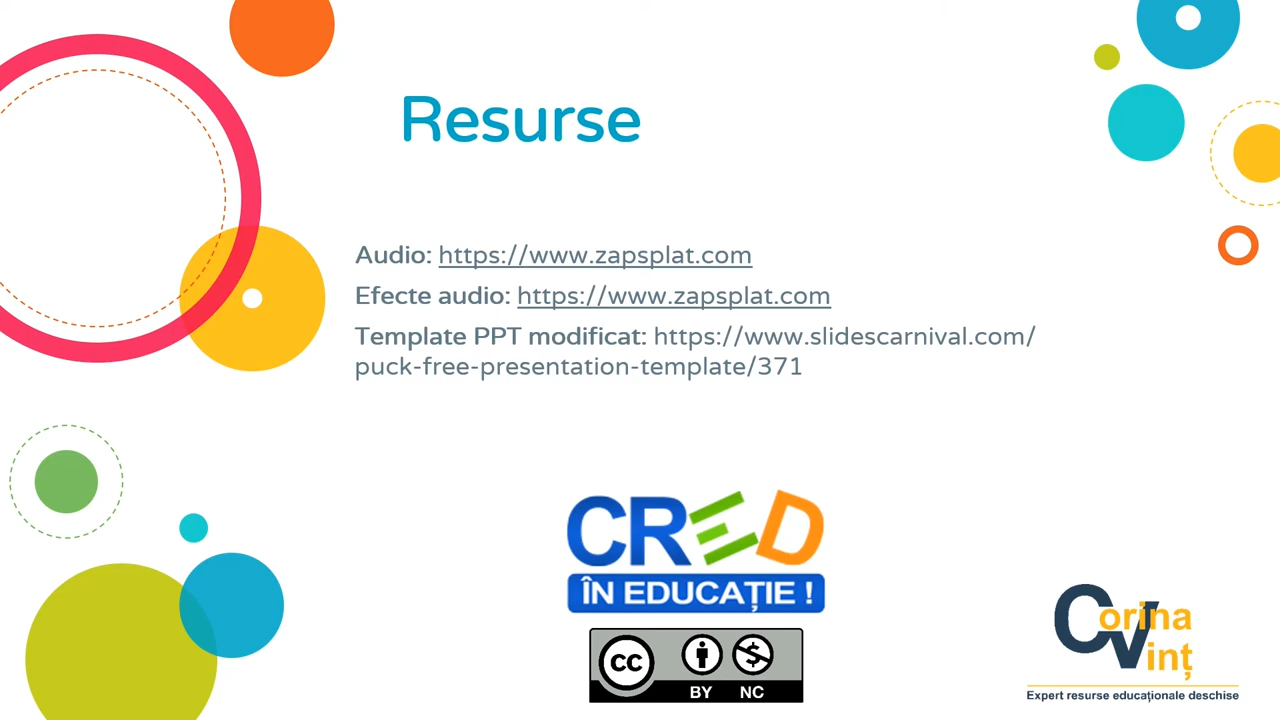 Resurse
Audio: https://www.zapsplat.com
Efecte audio: https://www.zapsplat.com
Template PPT modificat: https://www.slidescarnival.com/
puck-free-presentation-template/371
CRED
ÎN EDUCAȚIE !
CC
BY NC
Corina
Vinț
Expert resurse educaționale deschise